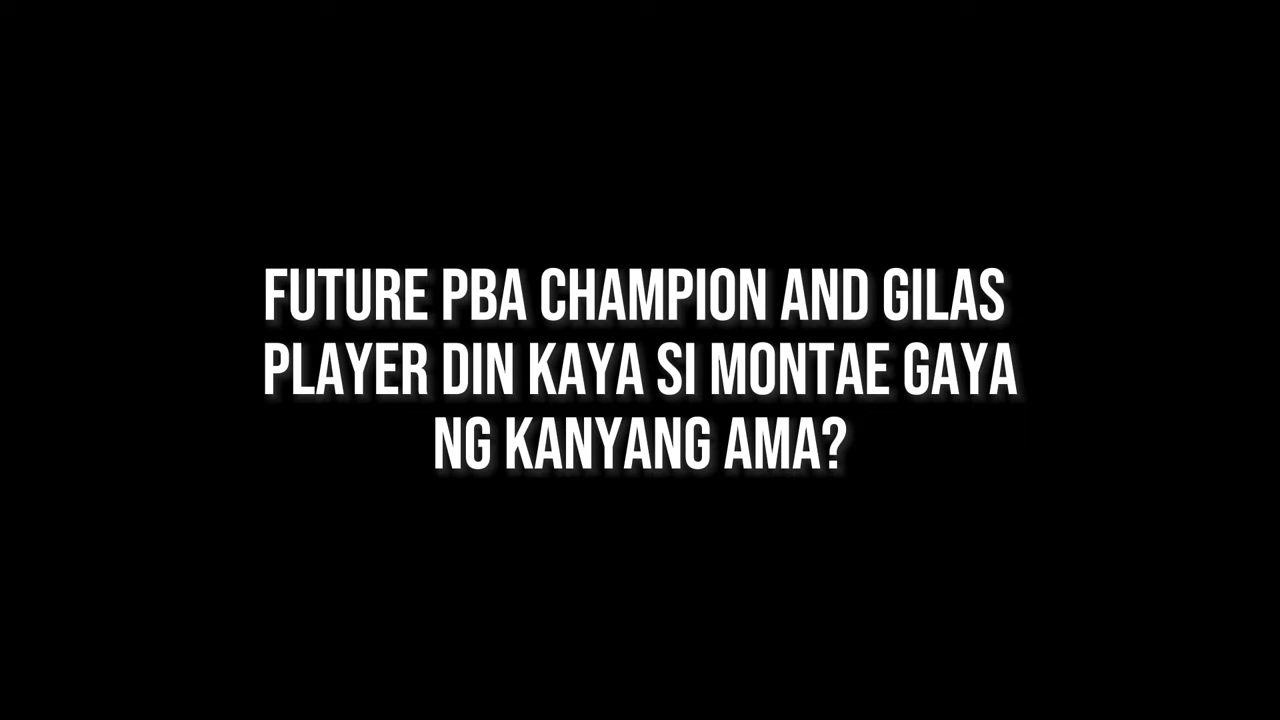 FUTURE PBA CHAMPION AND GILAS
PLAYER DIN KAYA SI MONTAE GAYA
NG KANYANG AMA?